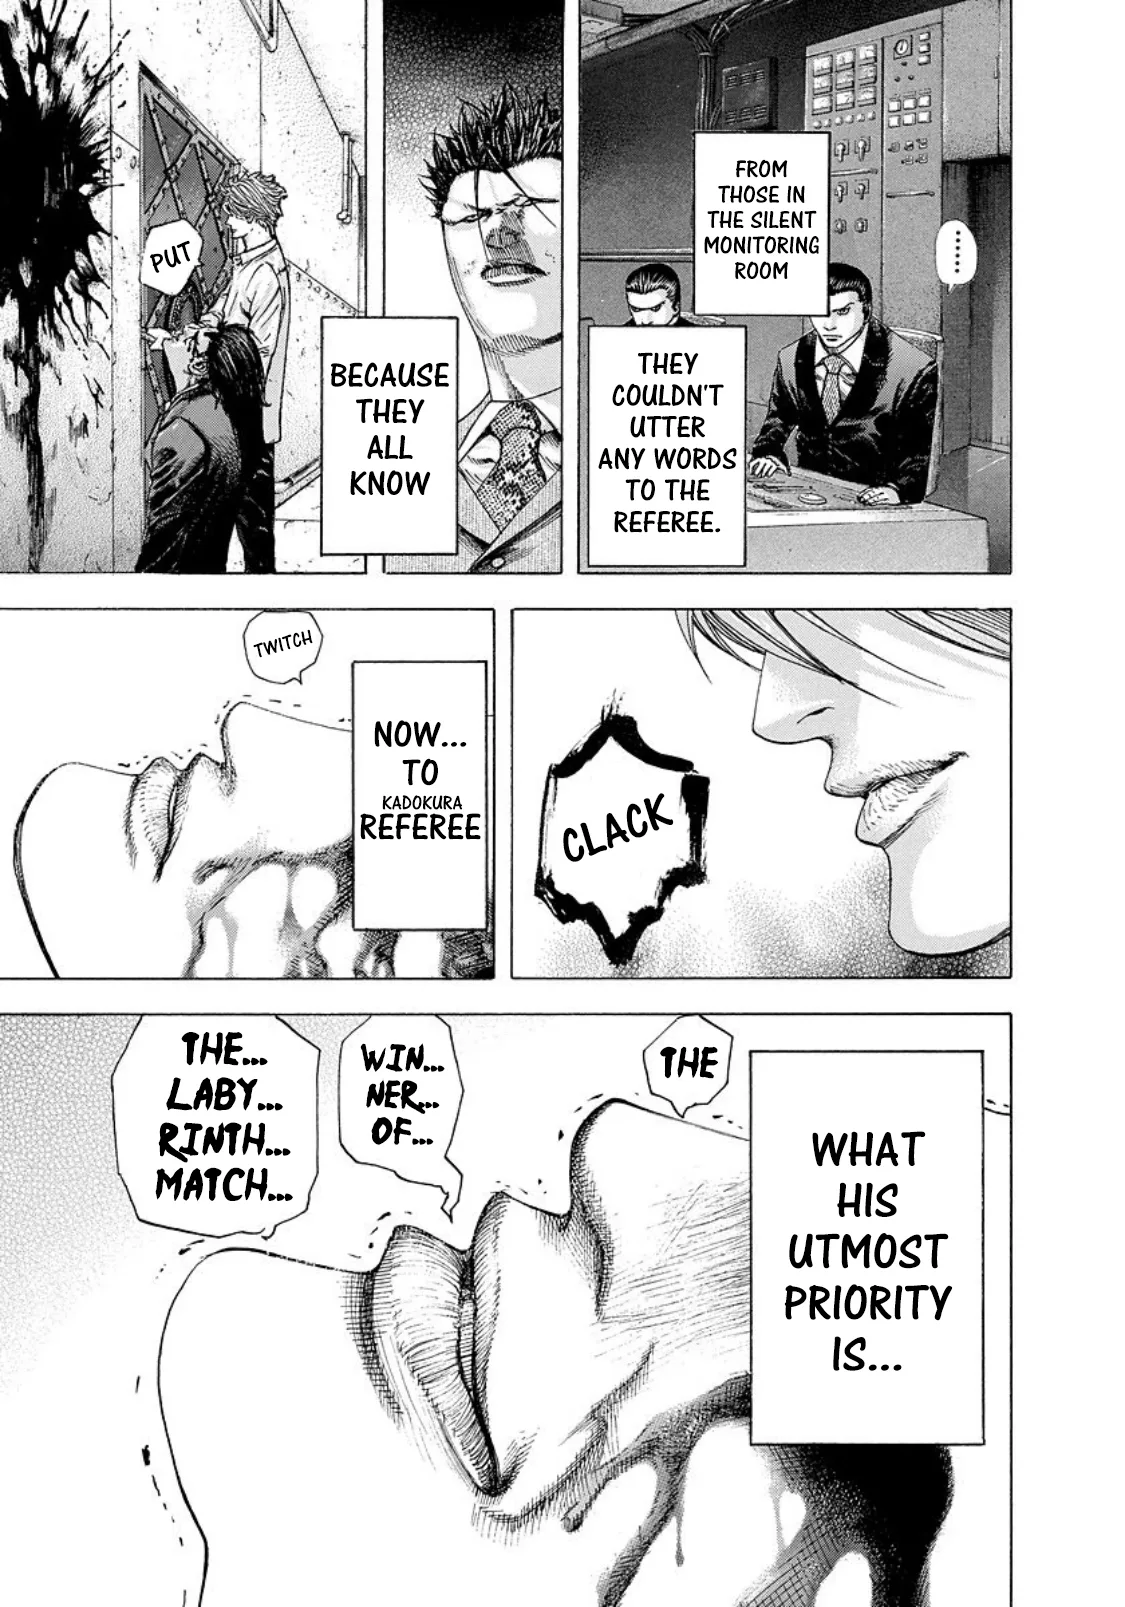 FROM
THOSE IN
THE SILENT
MONITORING
ROOM
......
THEY
COULDN'T
UTTER
ANY WORDS
TO THE
REFEREE.
BECAUSE
THEY
ALL
KNOW
PUT
CLACK
TWITCH
NOW...
TO
KADOKURA
REFEREE
WHAT
HIS
UTMOST
PRIORITY
IS...
THE
WIN...
NER...
OF...
THE...
LABY...
RINTH...
MATCH...